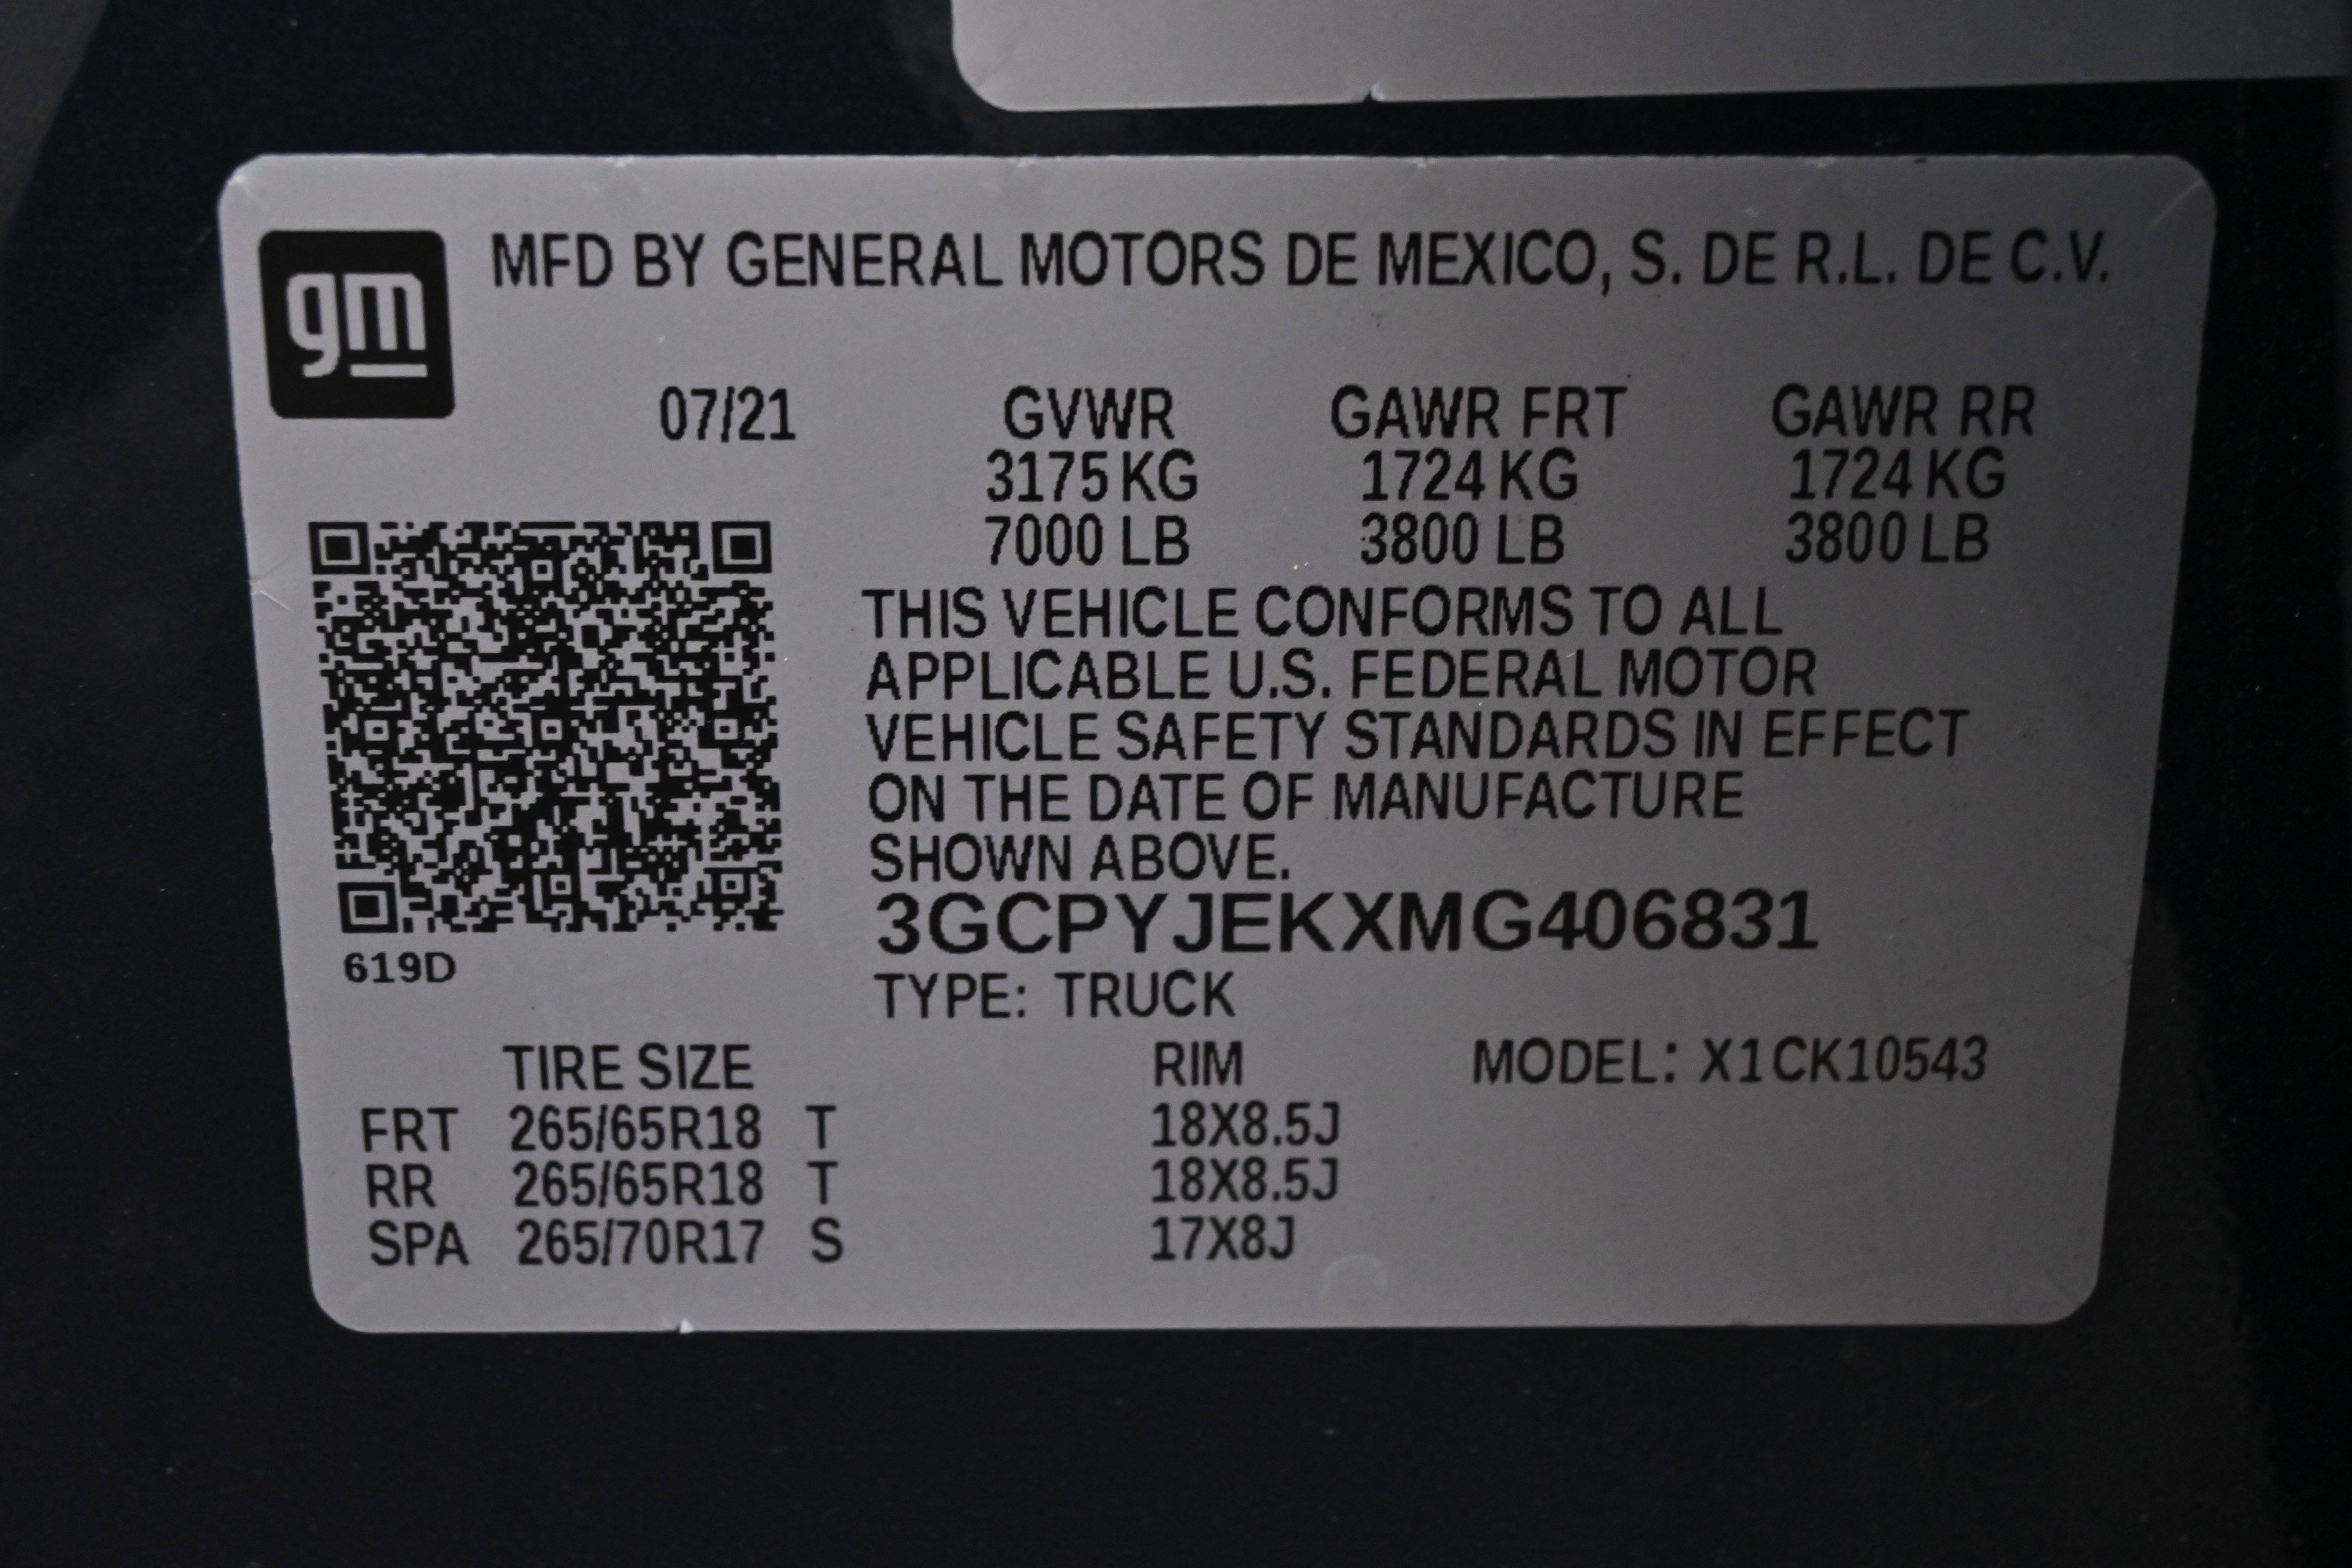 gm
MFD BY GENERAL MOTORS DE MEXICO, S. DE R.L. DE C.V.
07/21 GVWR GAWR FRT GAWR RR
3175 KG 1724 KG 1724 KG
7000 LB 3800 LB 3800 LB
THIS VEHICLE CONFORMS TO ALL
APPLICABLE U.S. FEDERAL MOTOR
VEHICLE SAFETY STANDARDS IN EFFECT
ON THE DATE OF MANUFACTURE
SHOWN ABOVE.
3GCPYJEKXMG406831
619D
TYPE: TRUCK
TIRE SIZE RIM MODEL: X1CK10543
FRT 265/65R18 T 18X8.5J
RR 265/65R18 T 18X8.5J
SPA 265/70R17 S 17X8J